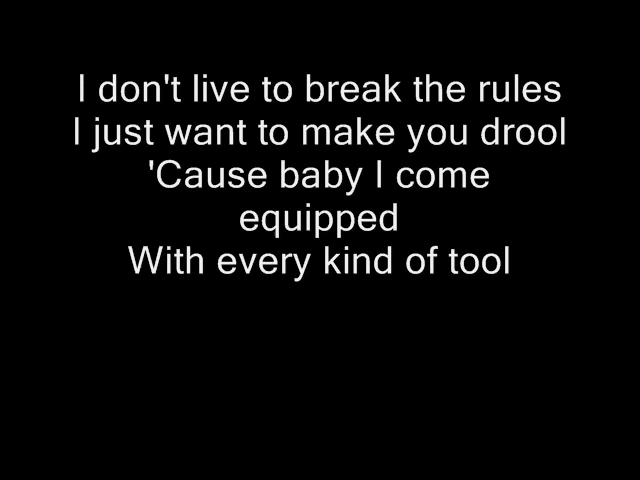 I don't live to break the rules
I just want to make you drool
'Cause baby I come
equipped
With every kind of tool